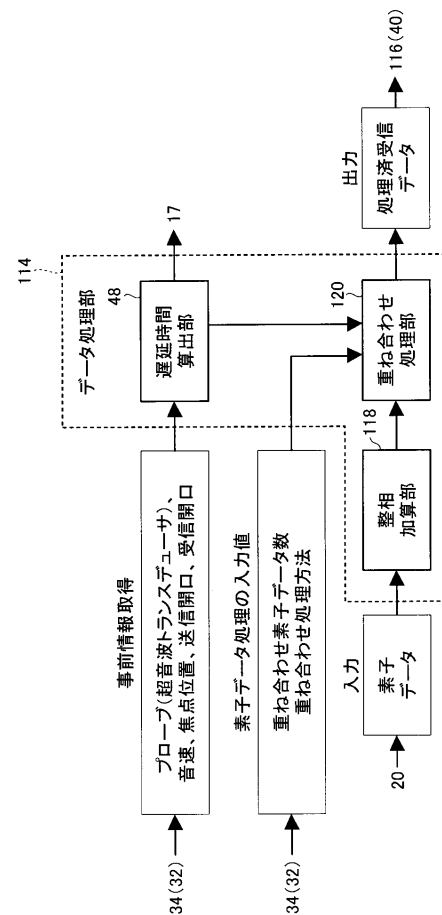 114
データ処理部
事前情報取得
34(32)
プローブ(超音波トランスデューサ)、
音速、焦点位置、送信開口、受信開口
48
遅延時間
算出部
17
素子データ処理の入力値
34(32)
重ね合わせ素子データ数
重ね合わせ処理方法
入力
20
素子
データ
118
整相
加算部
120
重ね合わせ
処理部
出力
処理済受信
データ
116(40)